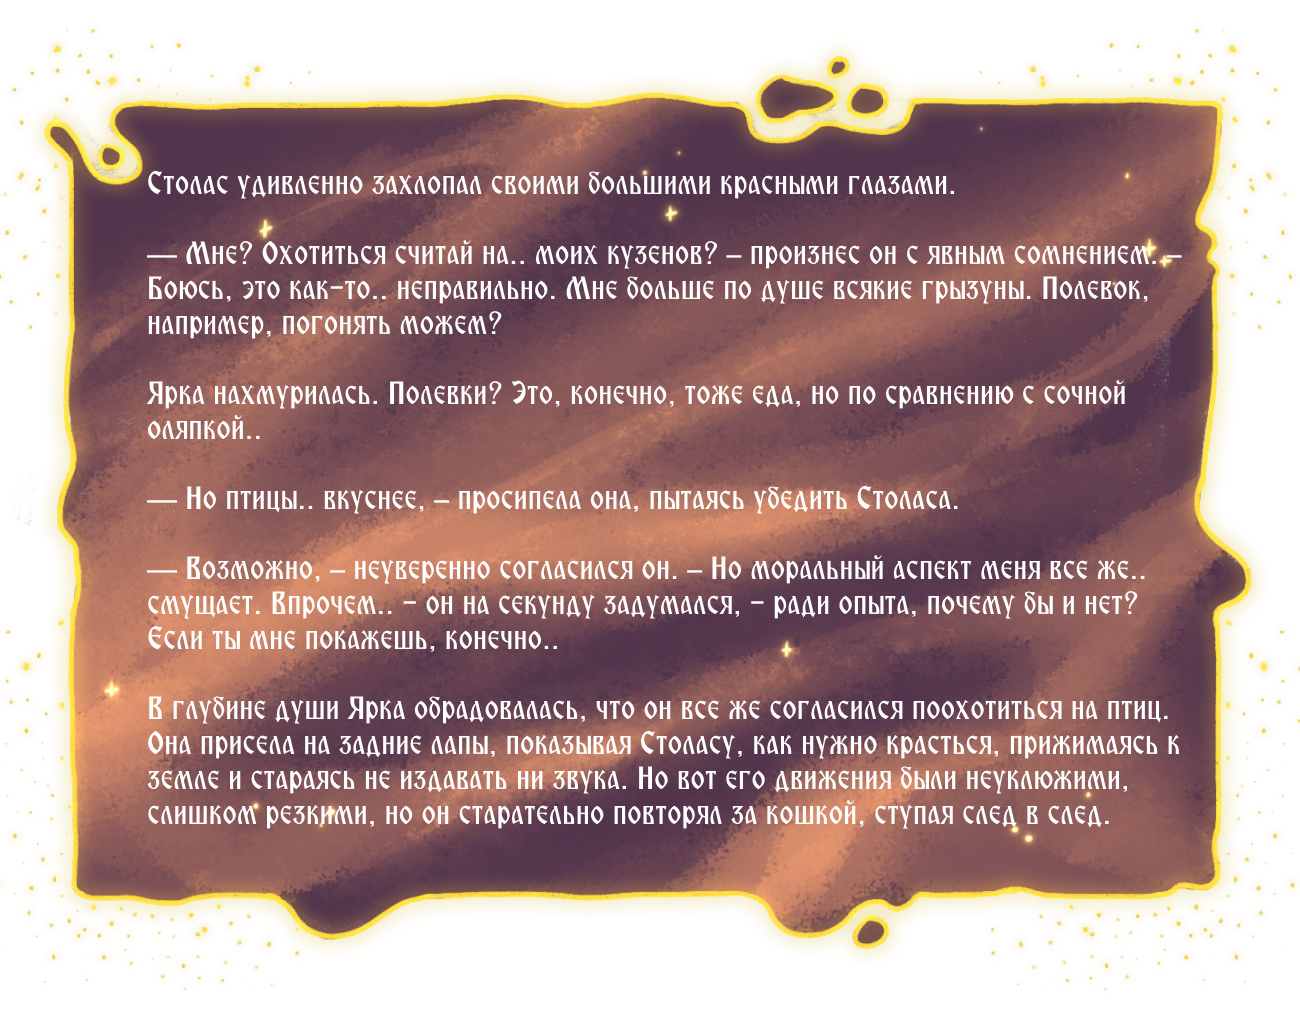 Столас удивленно захлопал своими большими красными глазами.
— Мне? Охотиться считай на.. моих кузенов? – произнес он с явным сомнением. –
Боюсь, это как-то.. неправильно. Мне больше по душе всякие грызуны. Полевок,
например, погонять можем?
Ярка нахмурилась. Полевки? Это, конечно, тоже еда, но по сравнению с сочной
оляпкой..
— Но птицы.. вкуснее, – просипела она, пытаясь убедить Столаса.
— Возможно, – неуверенно согласился он. – Но моральный аспект меня все же..
смущает. Впрочем.. - он на секунду задумался, - ради опыта, почему бы и нет?
Если ты мне покажешь, конечно..
В глубине души Ярка обрадовалась, что он все же согласился поохотиться на птиц.
Она присела на задние лапы, показывая Столасу, как нужно красться, прижимаясь к
земле и стараясь не издавать ни звука. Но вот его движения были неуклюжими,
слишком резкими, но он старательно повторял за кошкой, ступая след в след.